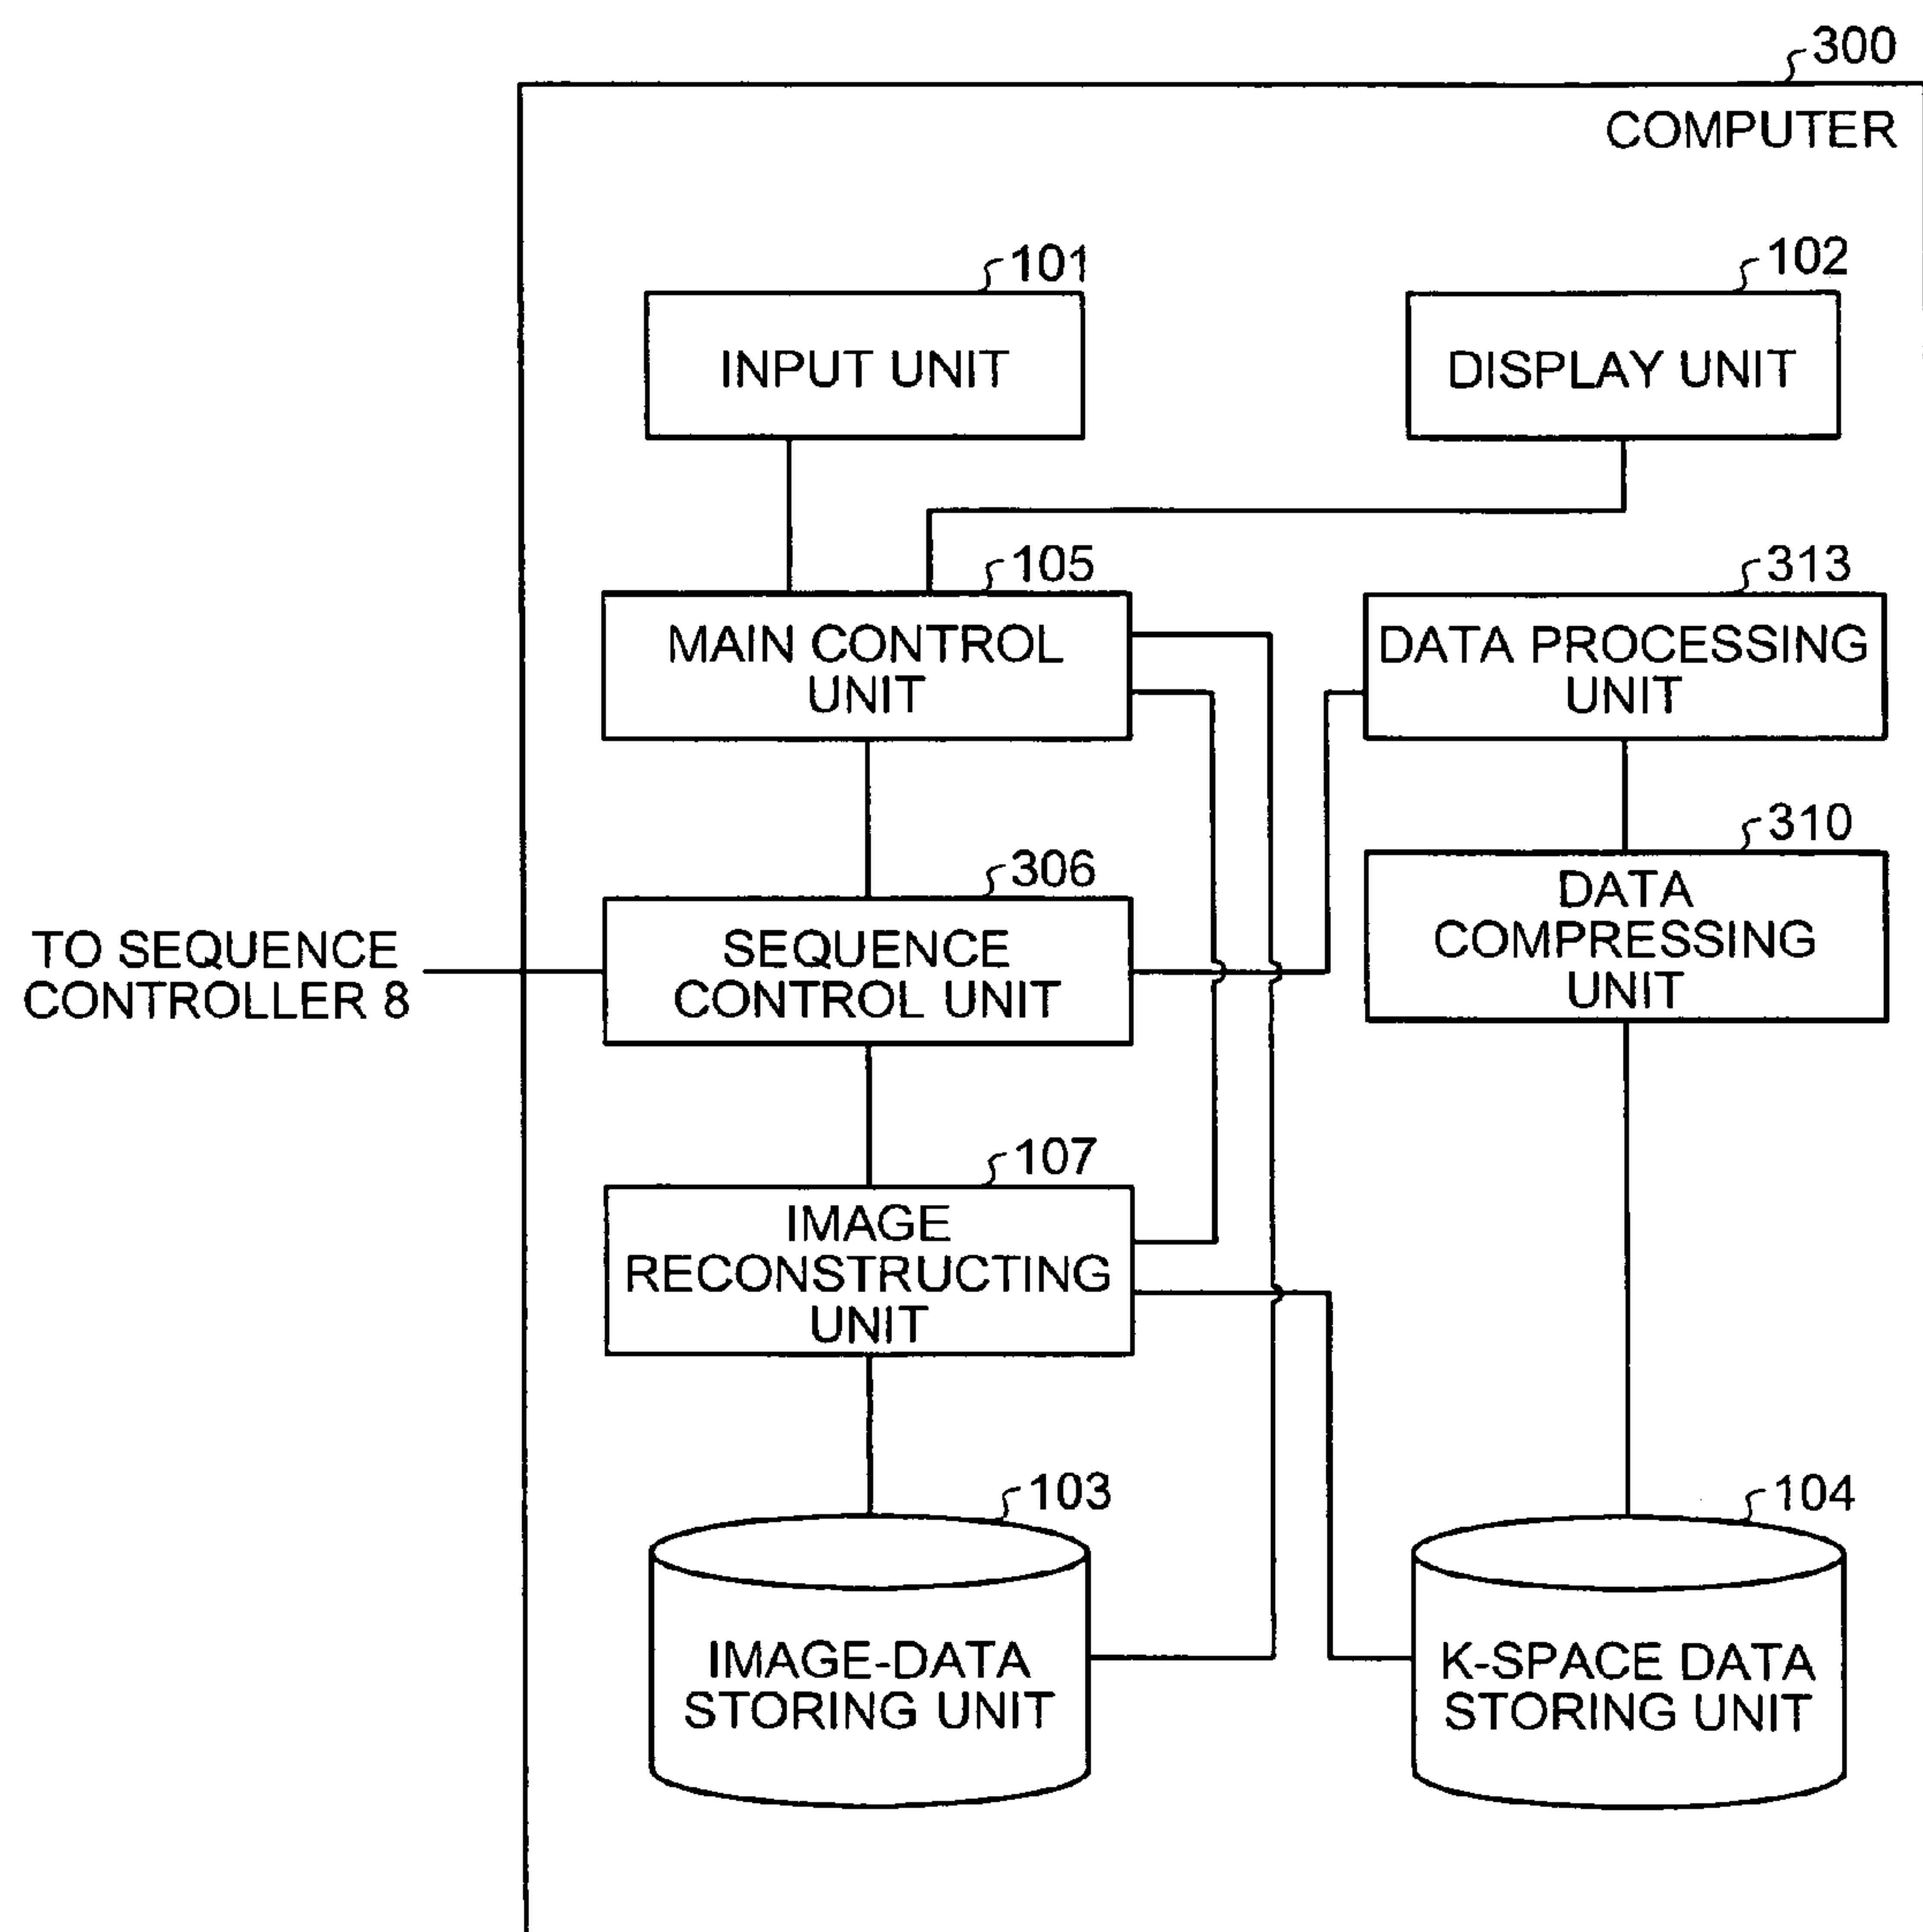 300
COMPUTER
101
INPUT UNIT
102
DISPLAY UNIT
105
MAIN CONTROL
UNIT
313
DATA PROCESSING
UNIT
310
DATA
COMPRESSING
UNIT
306
SEQUENCE
CONTROL UNIT
TO SEQUENCE
CONTROLLER 8
107
IMAGE
RECONSTRUCTING
UNIT
103
IMAGE-DATA
STORING UNIT
104
K-SPACE DATA
STORING UNIT